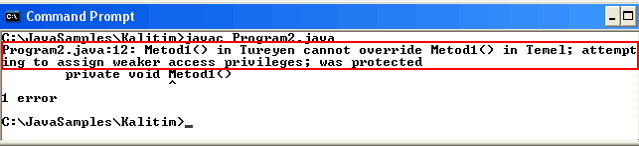 Command Prompt
C:\JavaSamples\Kalitim>javac Program2.java
Program2.java:12: Metod1() in Tureyen cannot override Metod1() in Temel; attempt
ing to assign weaker access privileges; was protected
private void Metod1()
^
1 error
C:\JavaSamples\Kalitim>_